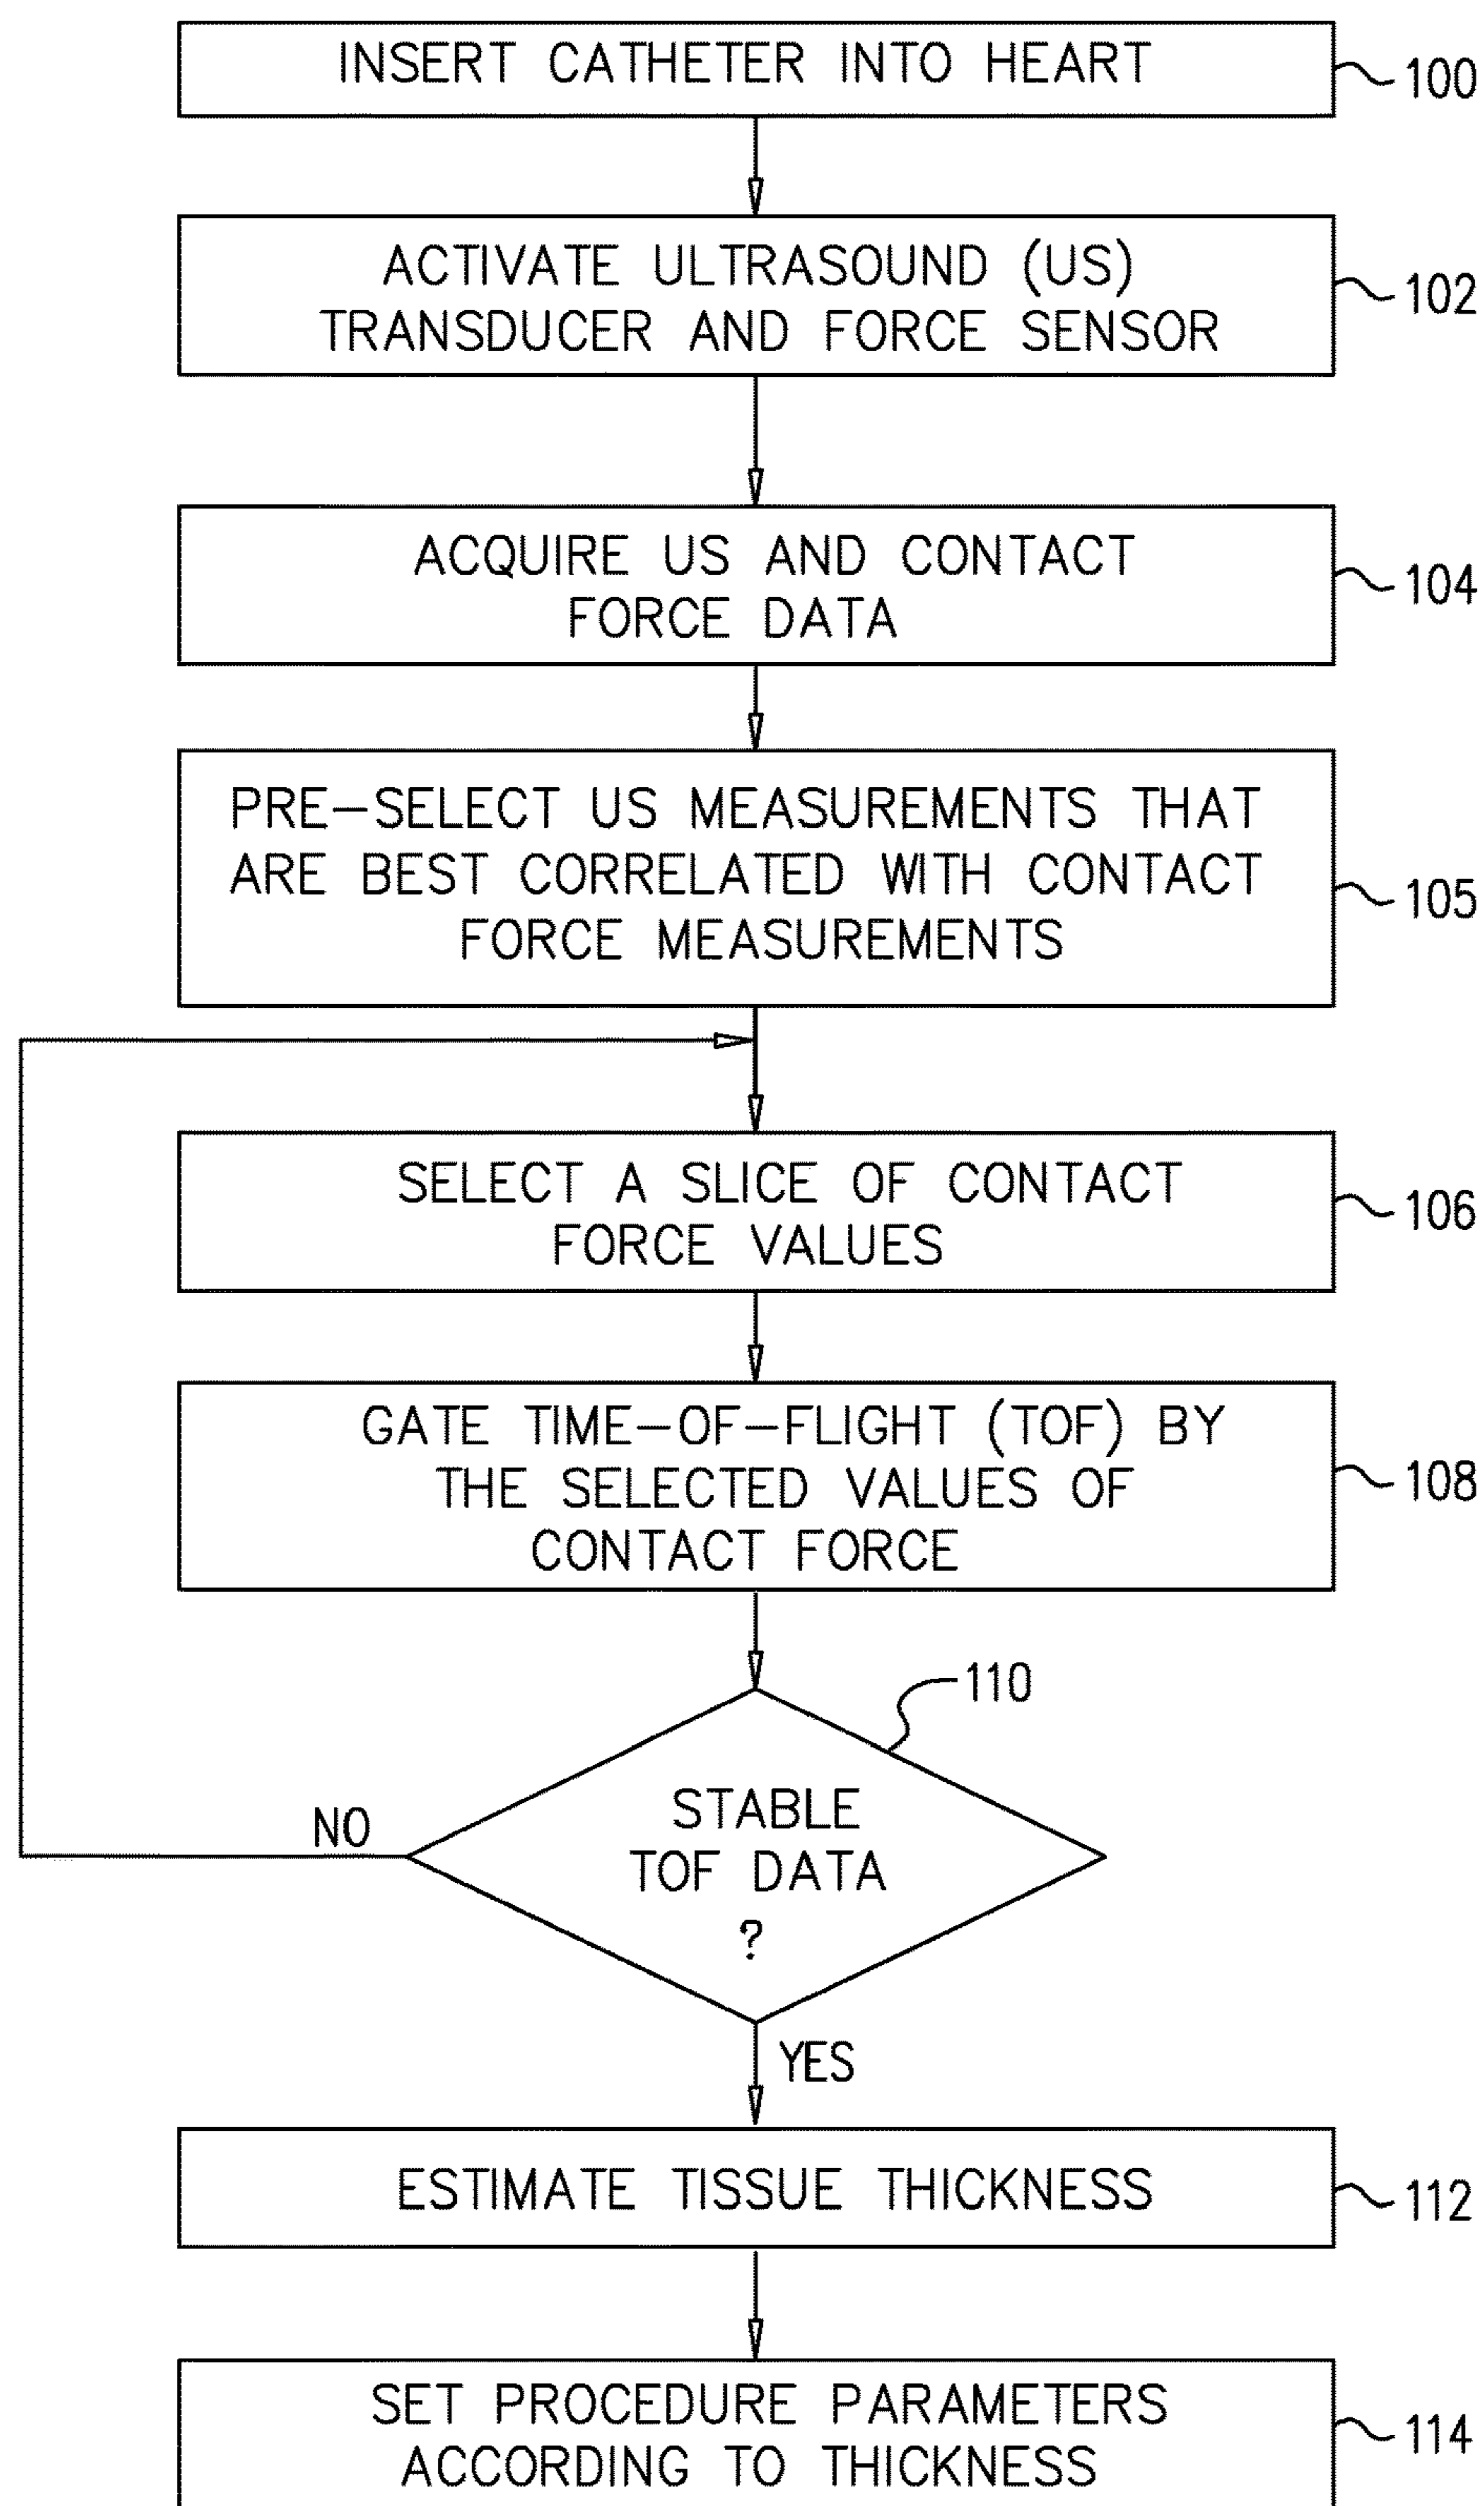 INSERT CATHETER INTO HEART
100
ACTIVATE ULTRASOUND (US)
TRANSDUCER AND FORCE SENSOR
102
ACQUIRE US AND CONTACT
FORCE DATA
104
PRE-SELECT US MEASUREMENTS THAT
ARE BEST CORRELATED WITH CONTACT
FORCE MEASUREMENTS
105
SELECT A SLICE OF CONTACT
FORCE VALUES
106
GATE TIME-OF-FLIGHT (TOF) BY
THE SELECTED VALUES OF
CONTACT FORCE
108
110
STABLE
TOF DATA
?
NO
YES
ESTIMATE TISSUE THICKNESS
112
SET PROCEDURE PARAMETERS
ACCORDING TO THICKNESS
114